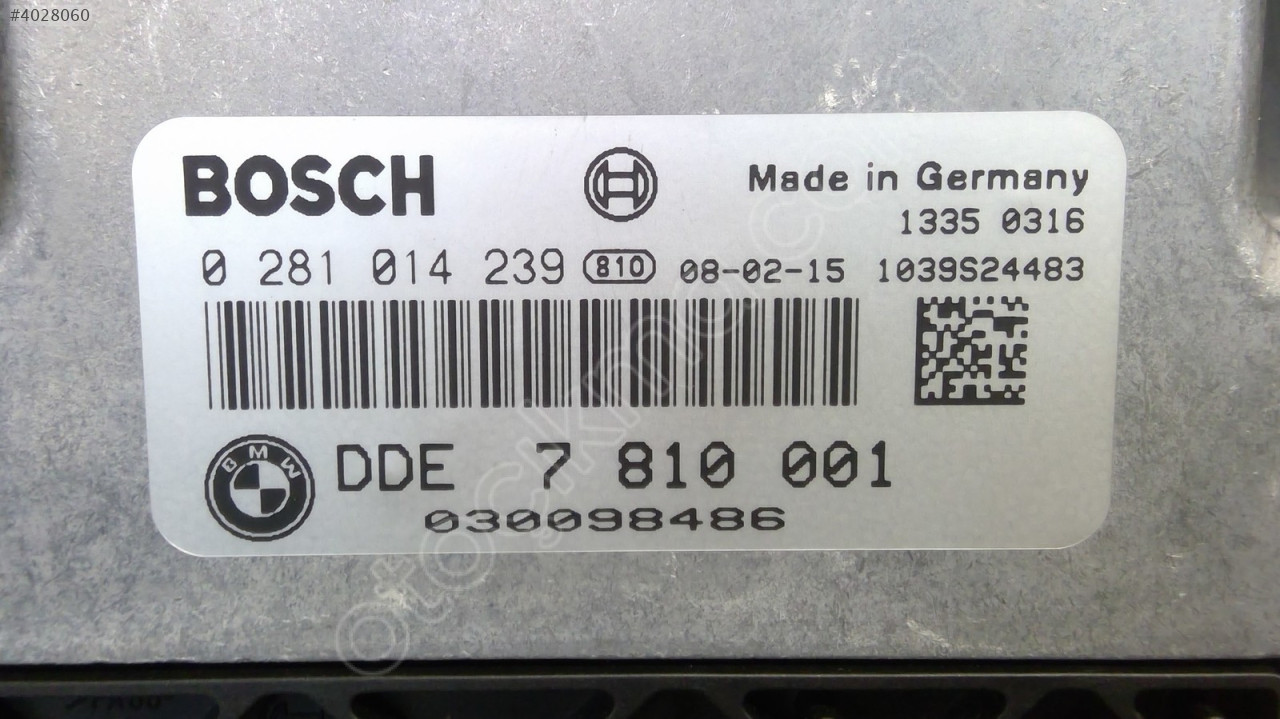 #4028060
BOSCH
Made in Germany
1335 0316
0 281 014 239 810 08-02-15 1039S24483
BMW DDE 7 810 001
030098486